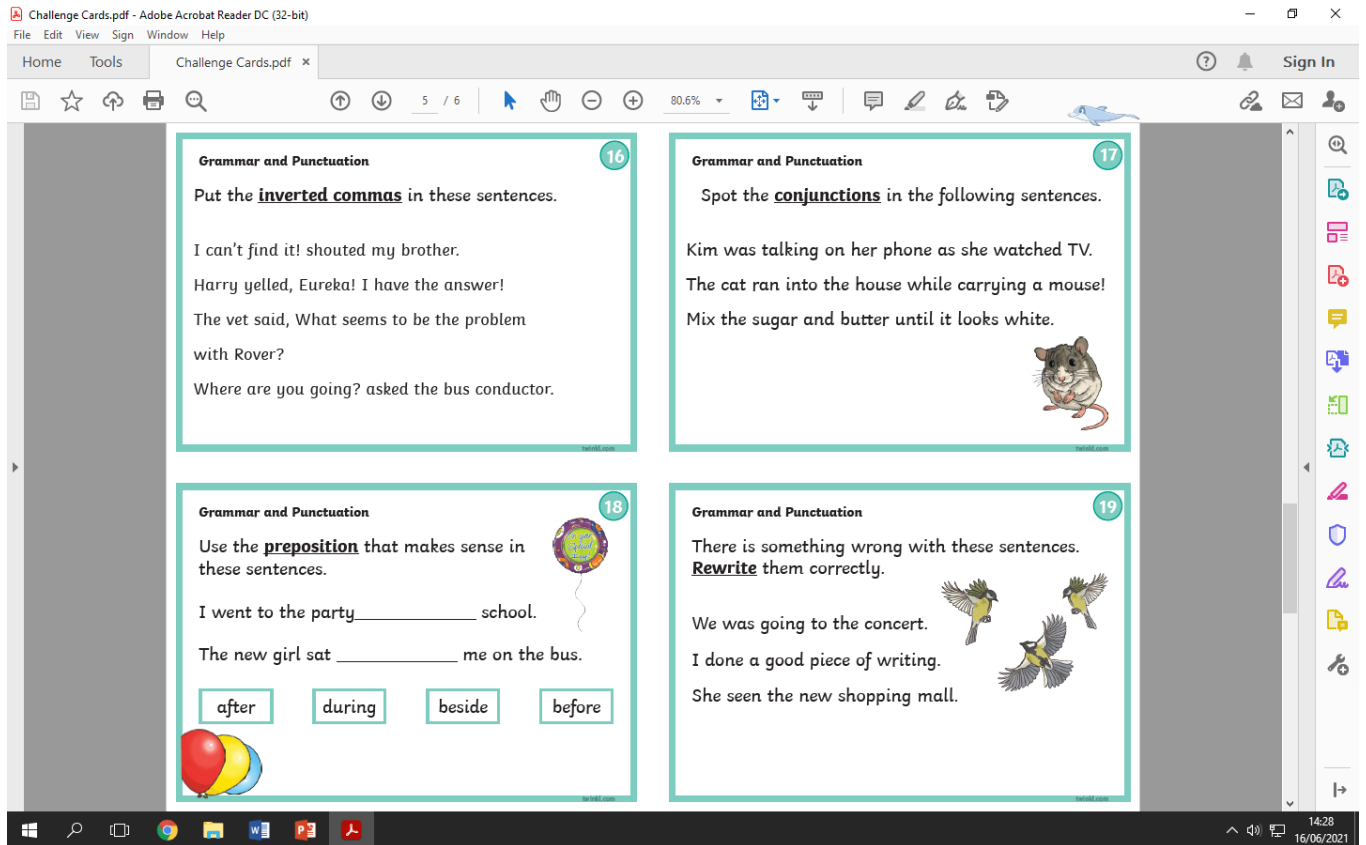 Challenge Cards.pdf - Adobe Acrobat Reader DC (32-bit)
File Edit View Sign Window Help
Home Tools Challenge Cards.pdf × Sign In
5 / 6 80.6%
16
Grammar and Punctuation
Put the inverted commas in these sentences.
I can't find it! shouted my brother.
Harry yelled, Eureka! I have the answer!
The vet said, What seems to be the problem
with Rover?
Where are you going? asked the bus conductor.
twinkl.com
17
Grammar and Punctuation
Spot the conjunctions in the following sentences.
Kim was talking on her phone as she watched TV.
The cat ran into the house while carrying a mouse!
Mix the sugar and butter until it looks white.
twinkl.com
18
Grammar and Punctuation
Use the preposition that makes sense in
these sentences.
I went to the party____________ school.
The new girl sat ____________ me on the bus.
after during beside before
twinkl.com
19
Grammar and Punctuation
There is something wrong with these sentences.
Rewrite them correctly.
We was going to the concert.
I done a good piece of writing.
She seen the new shopping mall.
twinkl.com
14:28
16/06/2021